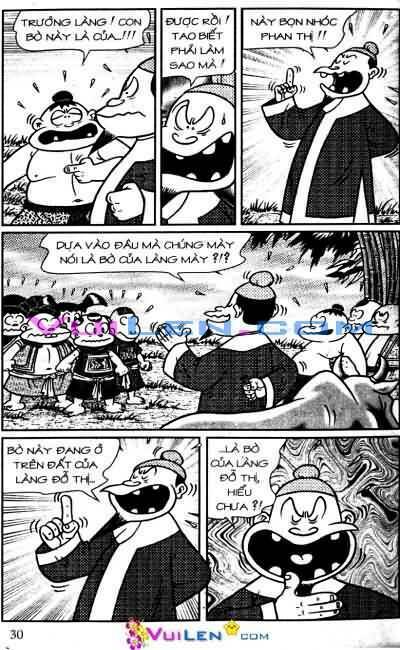 TRƯỞNG LÀNG! CON
BÒ NÀY LÀ CỦA...!!!
ĐƯỢC RỒI!
TAO BIẾT
PHẢI LÀM
SAO MÀ!
NÀY BỌN NHÓC
PHAN THỊ!!
DỰA VÀO ĐÂU MÀ CHÚNG MÀY
NÓI LÀ BÒ CỦA LÀNG MÀY?!?
VUILEN.COM
BÒ NÀY ĐANG Ở
TRÊN ĐẤT CỦA
LÀNG ĐỖ THỊ...
...LÀ BÒ
CỦA LÀNG
ĐỖ THỊ,
HIỂU
CHƯA?!
30
VUILEN.COM